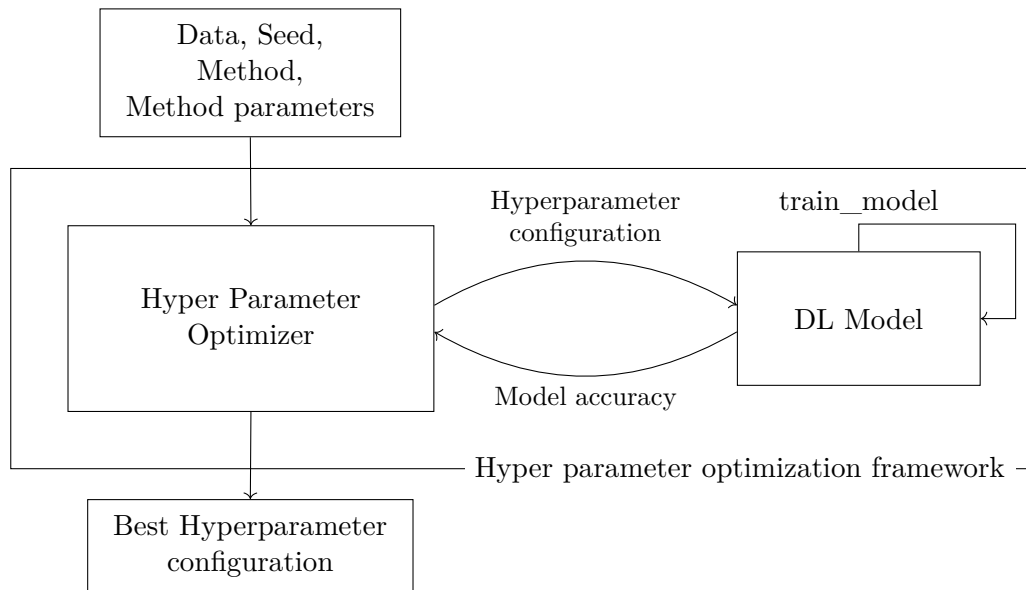 Data, Seed,
Method,
Method parameters
Hyperparameter
configuration
train_model
Hyper Parameter
Optimizer
DL Model
Model accuracy
Hyper parameter optimization framework
Best Hyperparameter
configuration